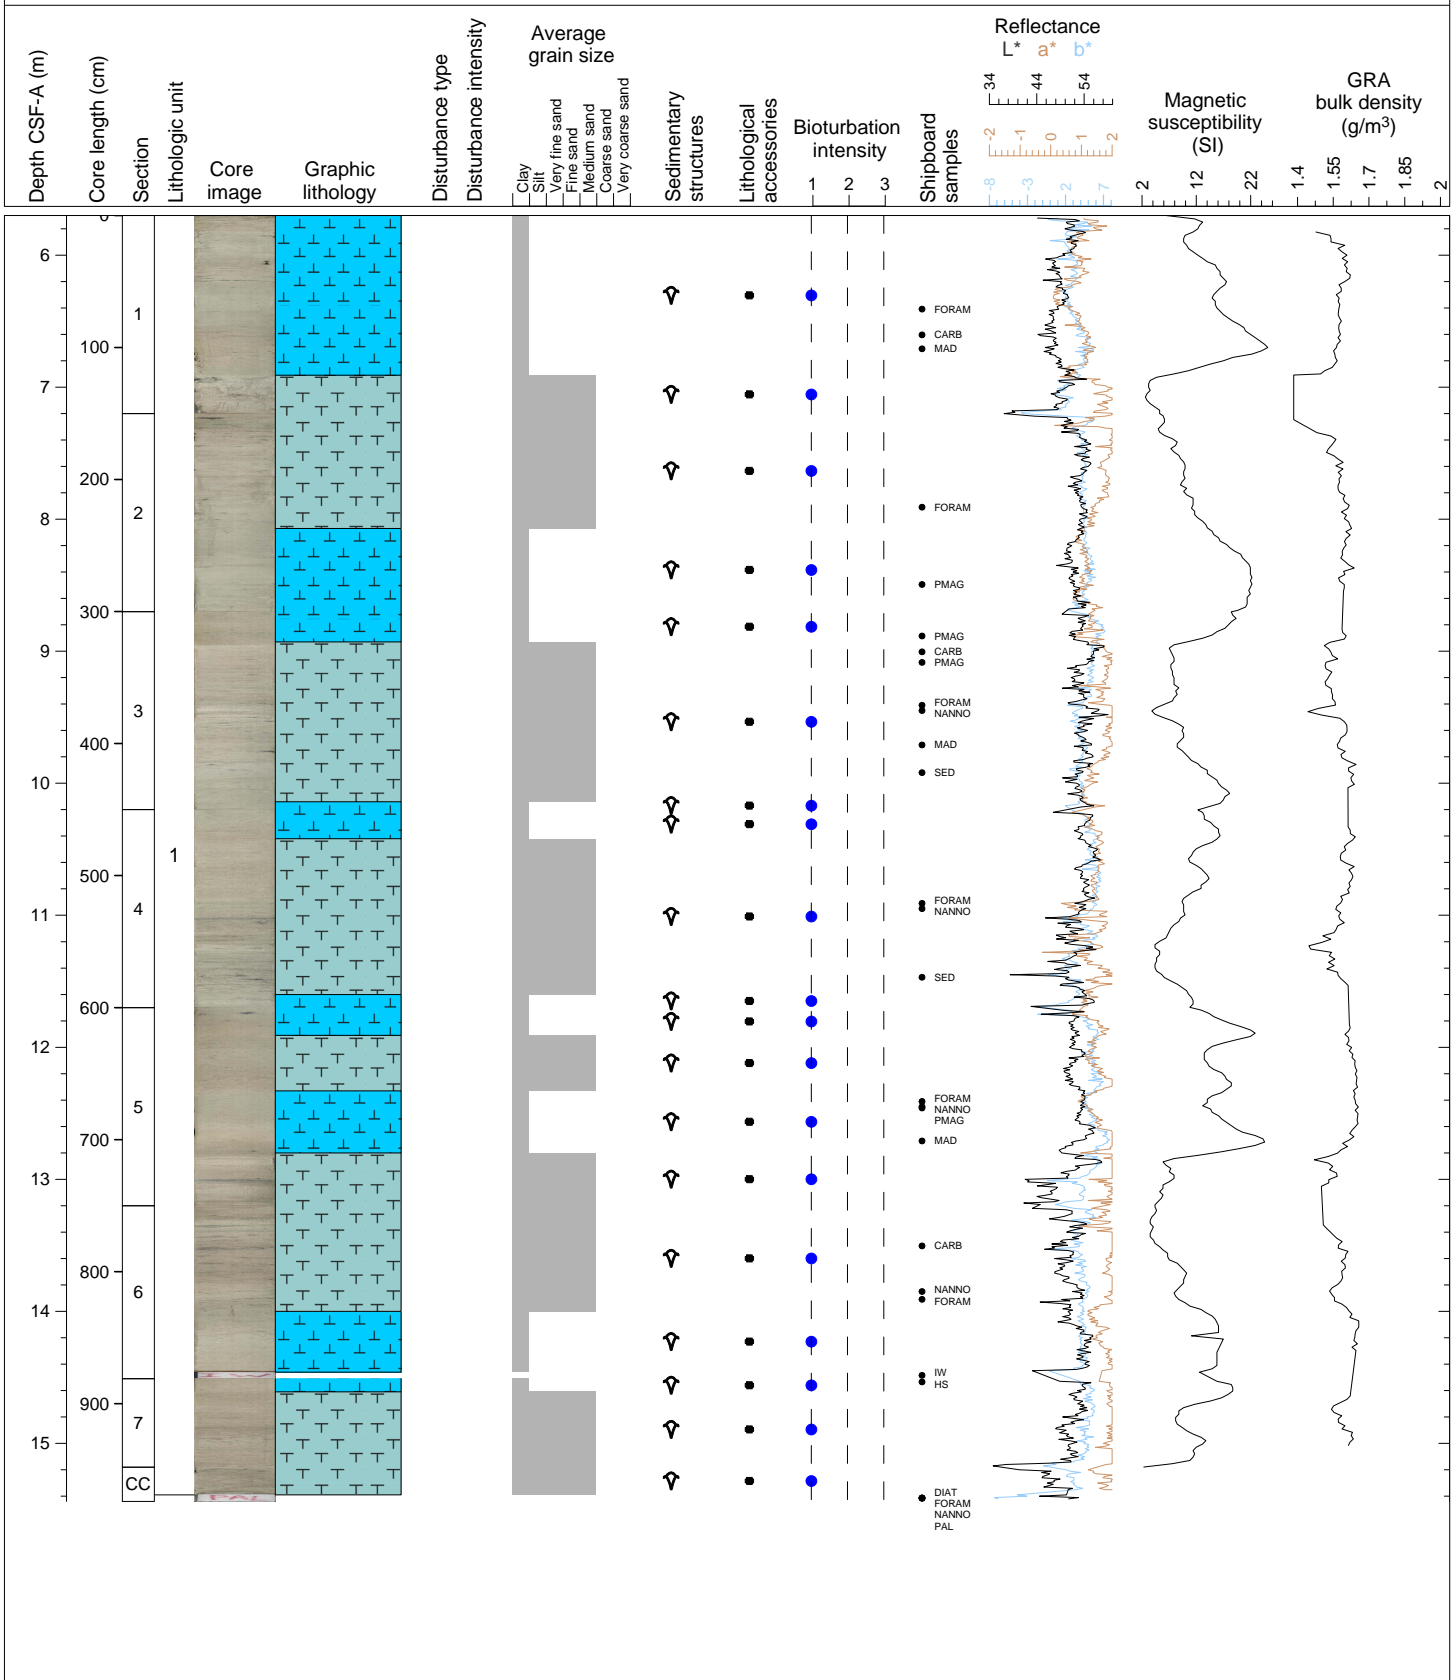 Depth CSF-A (m)
Core length (cm)
Section
Lithologic unit
Core
image
Graphic
lithology
Disturbance type
Disturbance intensity
Average
grain size
Clay
Silt
Very fine sand
Fine sand
Medium sand
Coarse sand
Very coarse sand
Sedimentary
structures
Lithological
accessories
Bioturbation
intensity
1 2 3
Shipboard
samples
Reflectance
L* a* b*
34 44 54
-2 -1 0 1 2
-8 -3 2 7
Magnetic
susceptibility
(SI)
2 12 22
GRA
bulk density
(g/m³)
1.4 1.55 1.7 1.85 2
0
6
1
FORAM
CARB
100
MAD
7
200
2
FORAM
8
PMAG
300
PMAG
9
CARB
PMAG
FORAM
3
NANNO
400
MAD
SED
10
1
500
FORAM
4
NANNO
11
SED
600
12
FORAM
5
NANNO
PMAG
700
MAD
13
CARB
800
6
NANNO
FORAM
14
IW
HS
900
7
15
CC
DIAT
FORAM
NANNO
PAL